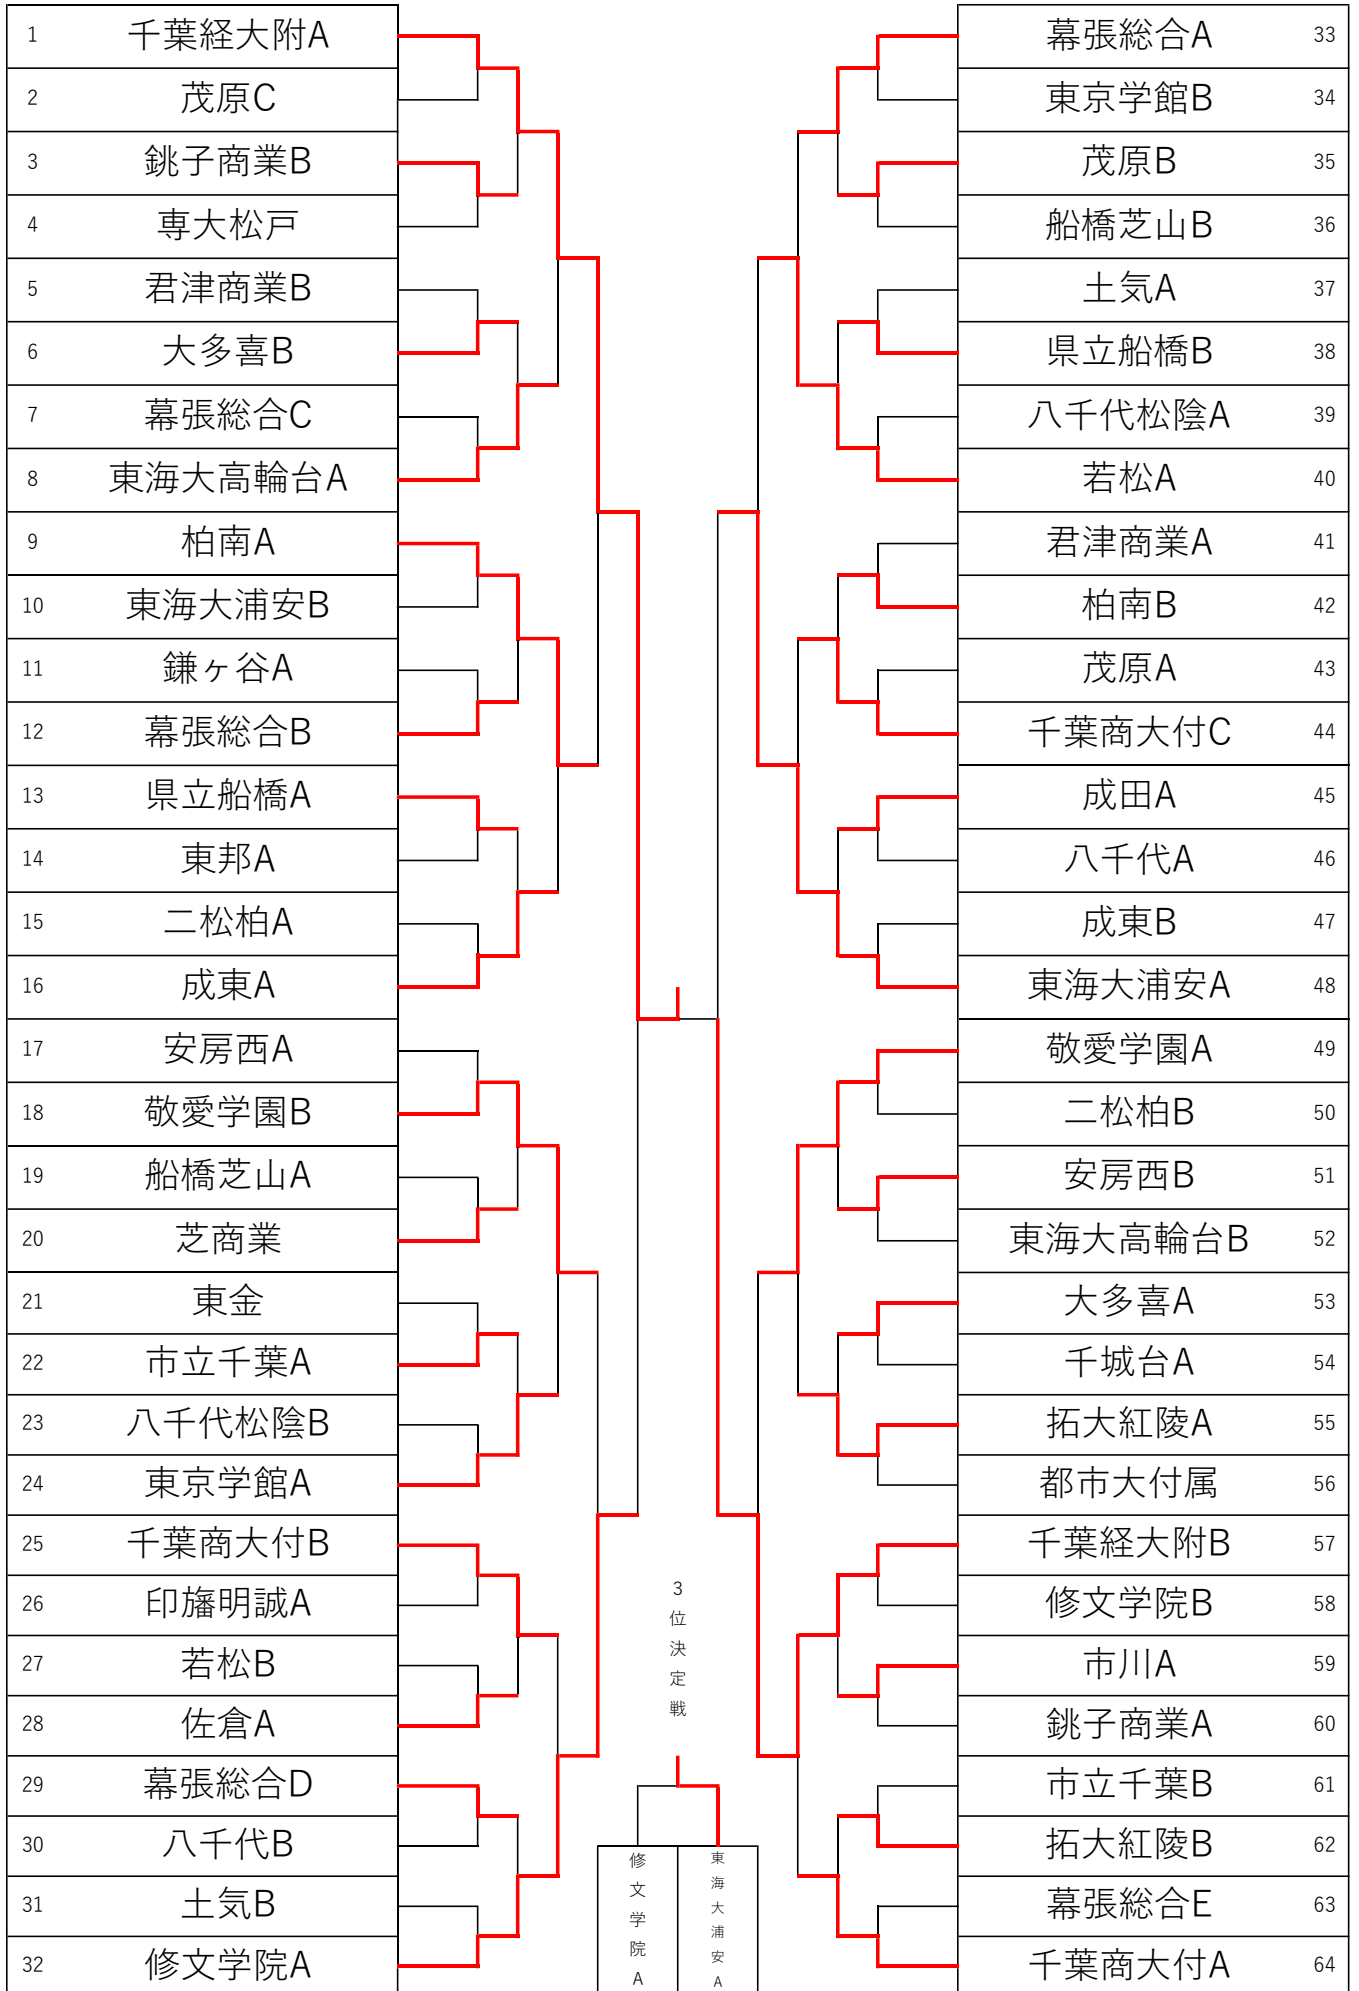 1 千葉経大附A
2 茂原C
3 銚子商業B
4 専大松戸
5 君津商業B
6 大多喜B
7 幕張総合C
8 東海大高輪台A
9 柏南A
10 東海大浦安B
11 鎌ヶ谷A
12 幕張総合B
13 県立船橋A
14 東邦A
15 二松柏A
16 成東A
17 安房西A
18 敬愛学園B
19 船橋芝山A
20 芝商業
21 東金
22 市立千葉A
23 八千代松陰B
24 東京学館A
25 千葉商大付B
26 印旛明誠A
27 若松B
28 佐倉A
29 幕張総合D
30 八千代B
31 土気B
32 修文学院A
3位決定戦
修文学院A
東海大浦安A
幕張総合A 33
東京学館B 34
茂原B 35
船橋芝山B 36
土気A 37
県立船橋B 38
八千代松陰A 39
若松A 40
君津商業A 41
柏南B 42
茂原A 43
千葉商大付C 44
成田A 45
八千代A 46
成東B 47
東海大浦安A 48
敬愛学園A 49
二松柏B 50
安房西B 51
東海大高輪台B 52
大多喜A 53
千城台A 54
拓大紅陵A 55
都市大付属 56
千葉経大附B 57
修文学院B 58
市川A 59
銚子商業A 60
市立千葉B 61
拓大紅陵B 62
幕張総合E 63
千葉商大付A 64